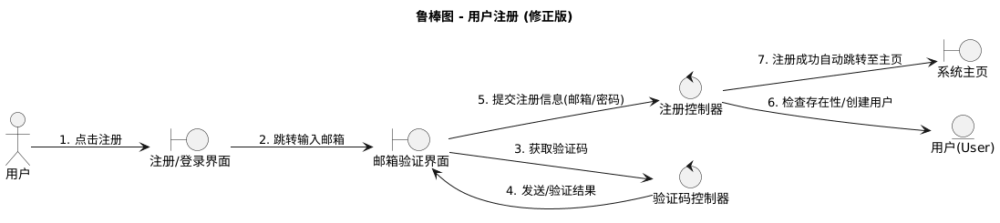 鲁棒图 - 用户注册 (修正版)
7. 注册成功自动跳转至主页
系统主页
5. 提交注册信息(邮箱/密码)
注册控制器
6. 检查存在性/创建用户
用户(User)
1. 点击注册
用户
注册/登录界面
2. 跳转输入邮箱
邮箱验证界面
3. 获取验证码
4. 发送/验证结果
验证码控制器